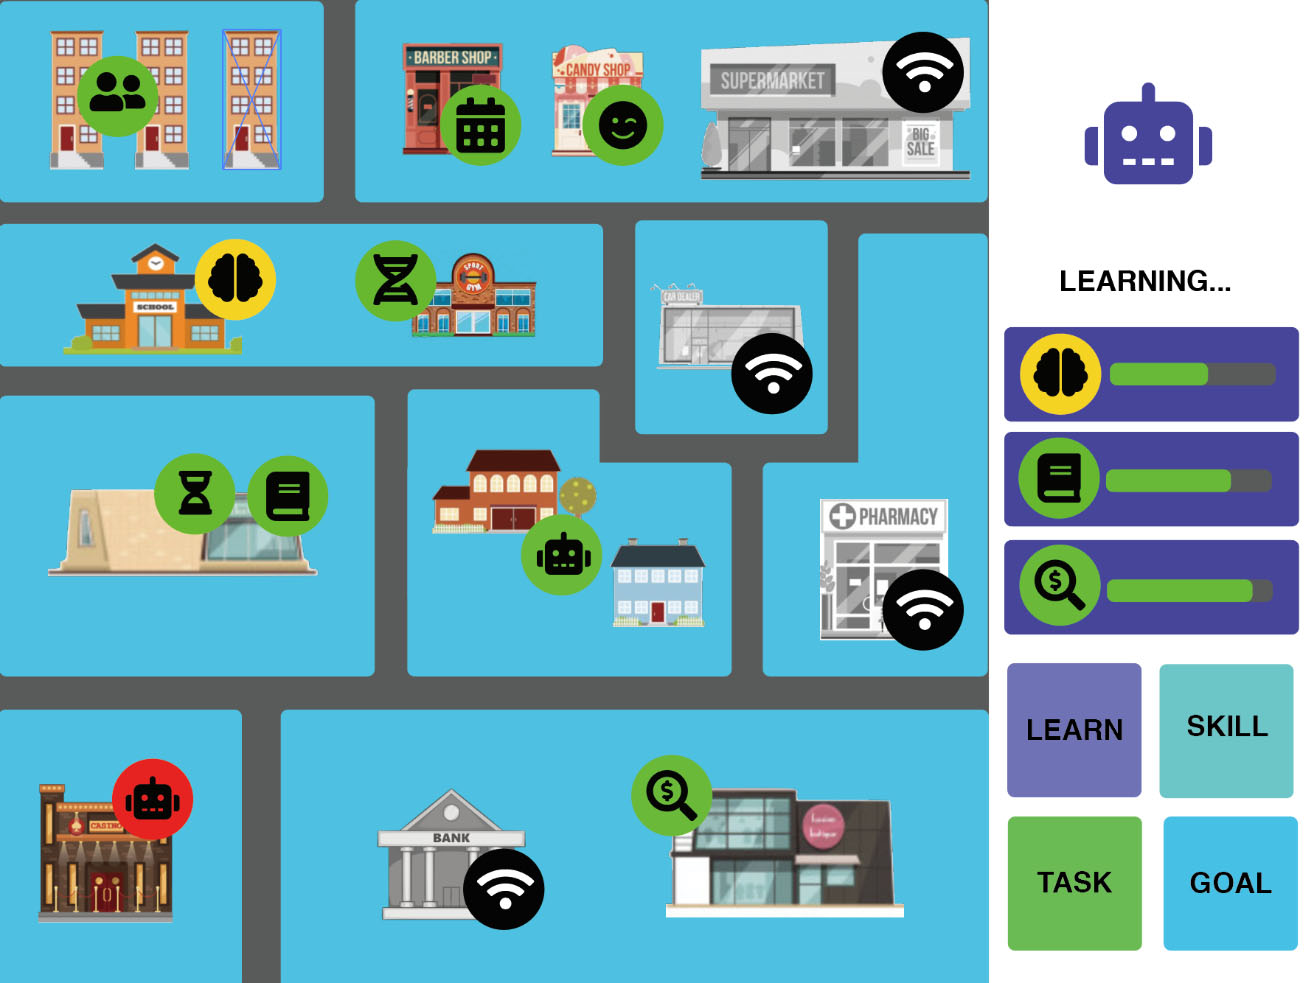 BARBER SHOP
CANDY SHOP
SUPERMARKET
BIG
SALE
SCHOOL
SPORT
GYM
CAR DEALER
PHARMACY
BANK
LEARNING...
LEARN
SKILL
TASK
GOAL